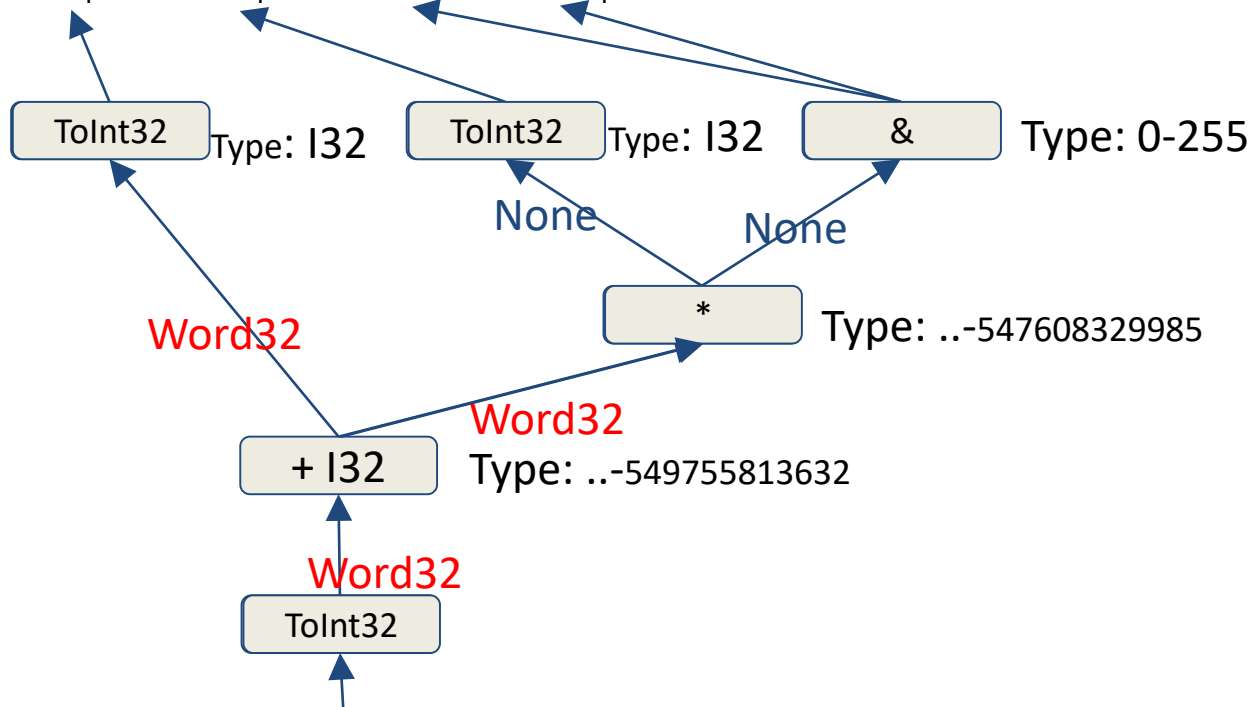 ToInt32
Type: I32
ToInt32
Type: I32
&
Type: 0-255
None
None
Word32
*
Type: ..-547608329985
Word32
+ I32
Type: ..-549755813632
Word32
ToInt32